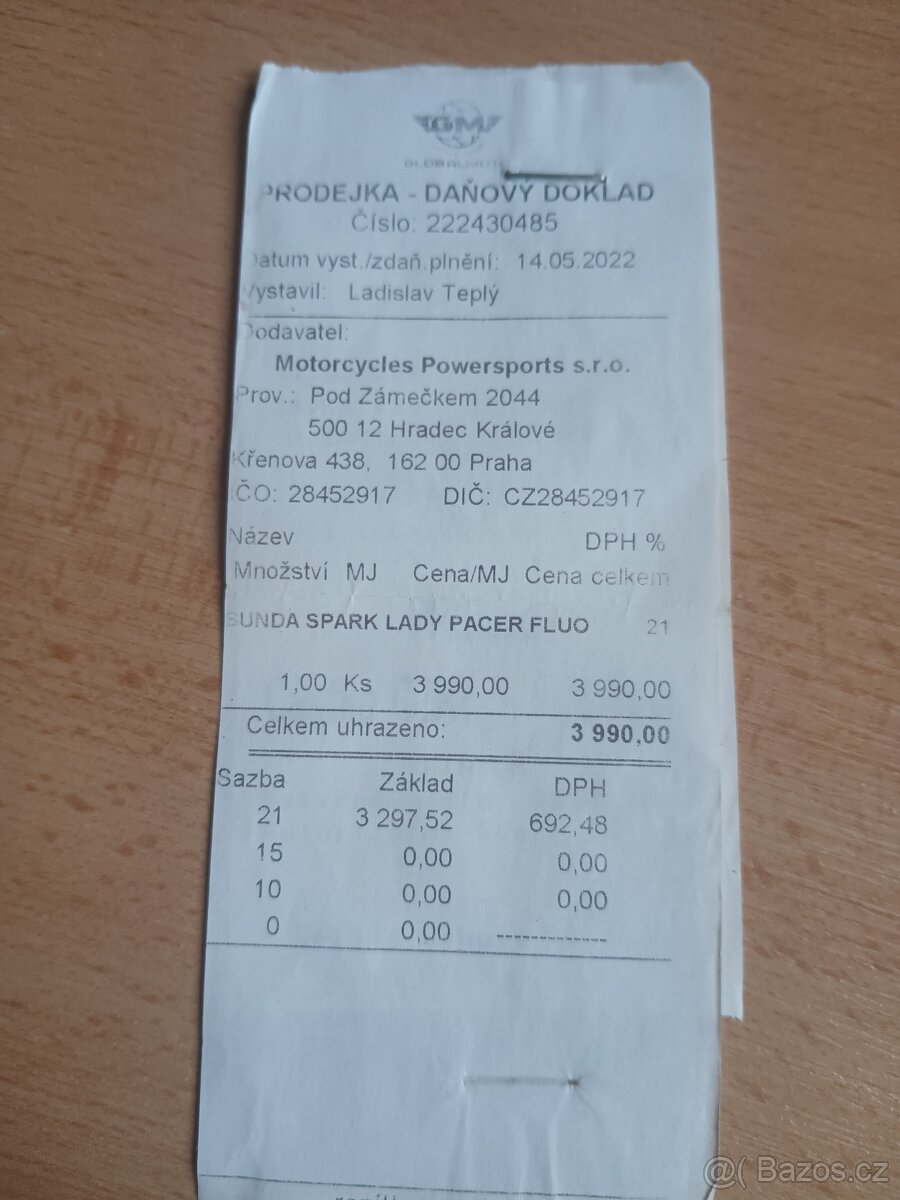 GM
GLOBALMOTO
PRODEJKA - DAŇOVÝ DOKLAD
Číslo: 222430485
Datum vyst./zdaň.plnění: 14.05.2022
Vystavil: Ladislav Teplý
Dodavatel:
Motorcycles Powersports s.r.o.
Prov.: Pod Zámečkem 2044
500 12 Hradec Králové
Křenova 438, 162 00 Praha
IČO: 28452917 DIČ: CZ28452917
Název DPH %
Množství MJ Cena/MJ Cena celkem
BUNDA SPARK LADY PACER FLUO 21
1,00 Ks 3 990,00 3 990,00
Celkem uhrazeno: 3 990,00
Sazba Základ DPH
21 3 297,52 692,48
15 0,00 0,00
10 0,00 0,00
0 0,00 -------------
@( Bazos.cz